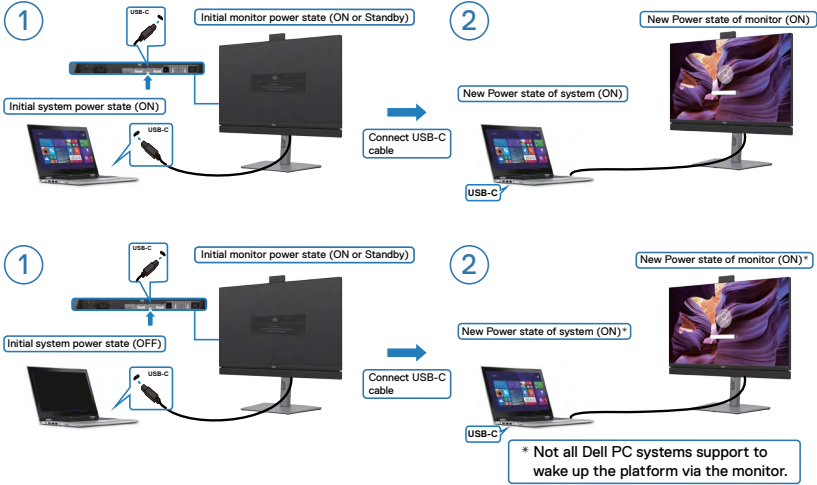 1
USB-C
Initial monitor power state (ON or Standby)
Initial system power state (ON)
USB-C
Connect USB-C
cable
2
New Power state of monitor (ON)
New Power state of system (ON)
USB-C
1
USB-C
Initial monitor power state (ON or Standby)
Initial system power state (OFF)
USB-C
Connect USB-C
cable
2
New Power state of monitor (ON)*
New Power state of system (ON)*
USB-C
* Not all Dell PC systems support to
wake up the platform via the monitor.